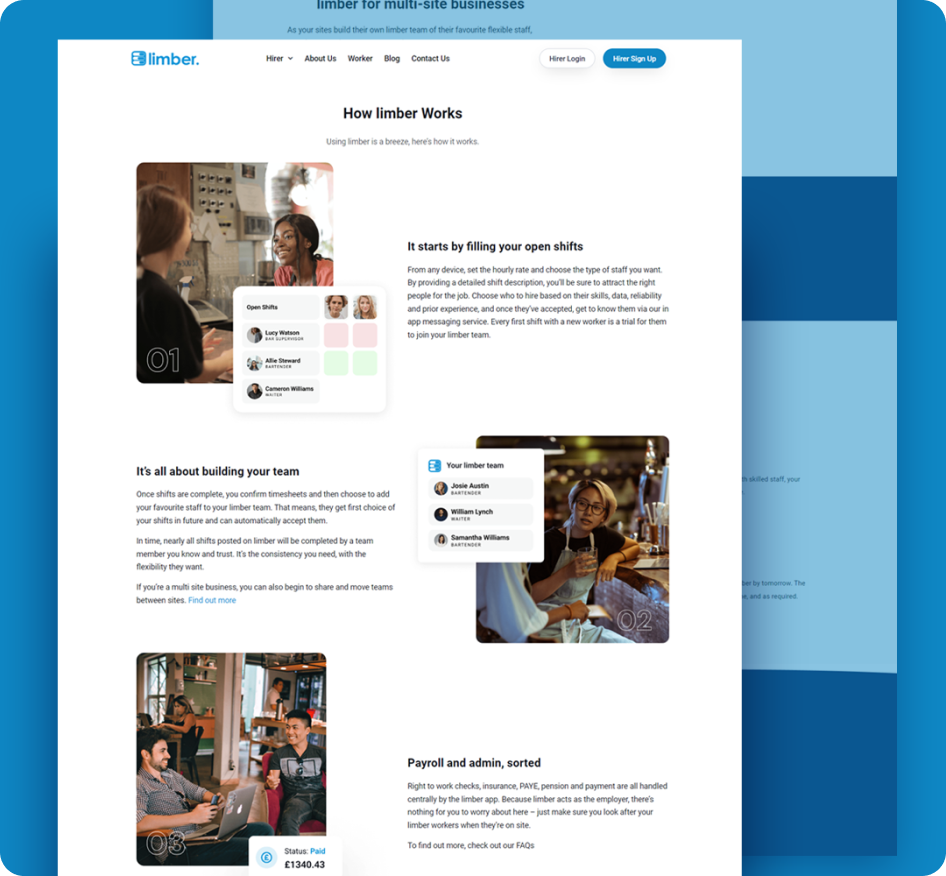 limber for multi-site businesses
As your sites build their own limber team of their favourite flexible staff,
limber.
Hirer
About Us
Worker
Blog
Contact Us
Hirer Login
Hirer Sign Up
How limber Works
Using limber is a breeze, here's how it works.
01
Open Shifts
Lucy Watson
BAR SUPERVISOR
Allie Steward
BARTENDER
Cameron Williams
WAITER
It starts by filling your open shifts
From any device, set the hourly rate and choose the type of staff you want.
By providing a detailed shift description, you'll be sure to attract the right
people for the job. Choose who to hire based on their skills, data, reliability
and prior experience, and once they've accepted, get to know them via our in
app messaging service. Every first shift with a new worker is a trial for them
to join your limber team.
It's all about building your team
Once shifts are complete, you confirm timesheets and then choose to add
your favourite staff to your limber team. That means, they get first choice of
your shifts in future and can automatically accept them.
In time, nearly all shifts posted on limber will be completed by a team
member you know and trust. It's the consistency you need, with the
flexibility they want.
If you're a multi site business, you can also begin to share and move teams
between sites. Find out more
Your limber team
Josie Austin
BARTENDER
William Lynch
WAITER
Samantha Williams
BARTENDER
02
th skilled staff, your
ber by tomorrow. The
e, and as required.
03
Status: Paid
£1340.43
Payroll and admin, sorted
Right to work checks, insurance, PAYE, pension and payment are all handled
centrally by the limber app. Because limber acts as the employer, there's
nothing for you to worry about here – just make sure you look after your
limber workers when they're on site.
To find out more, check out our FAQs